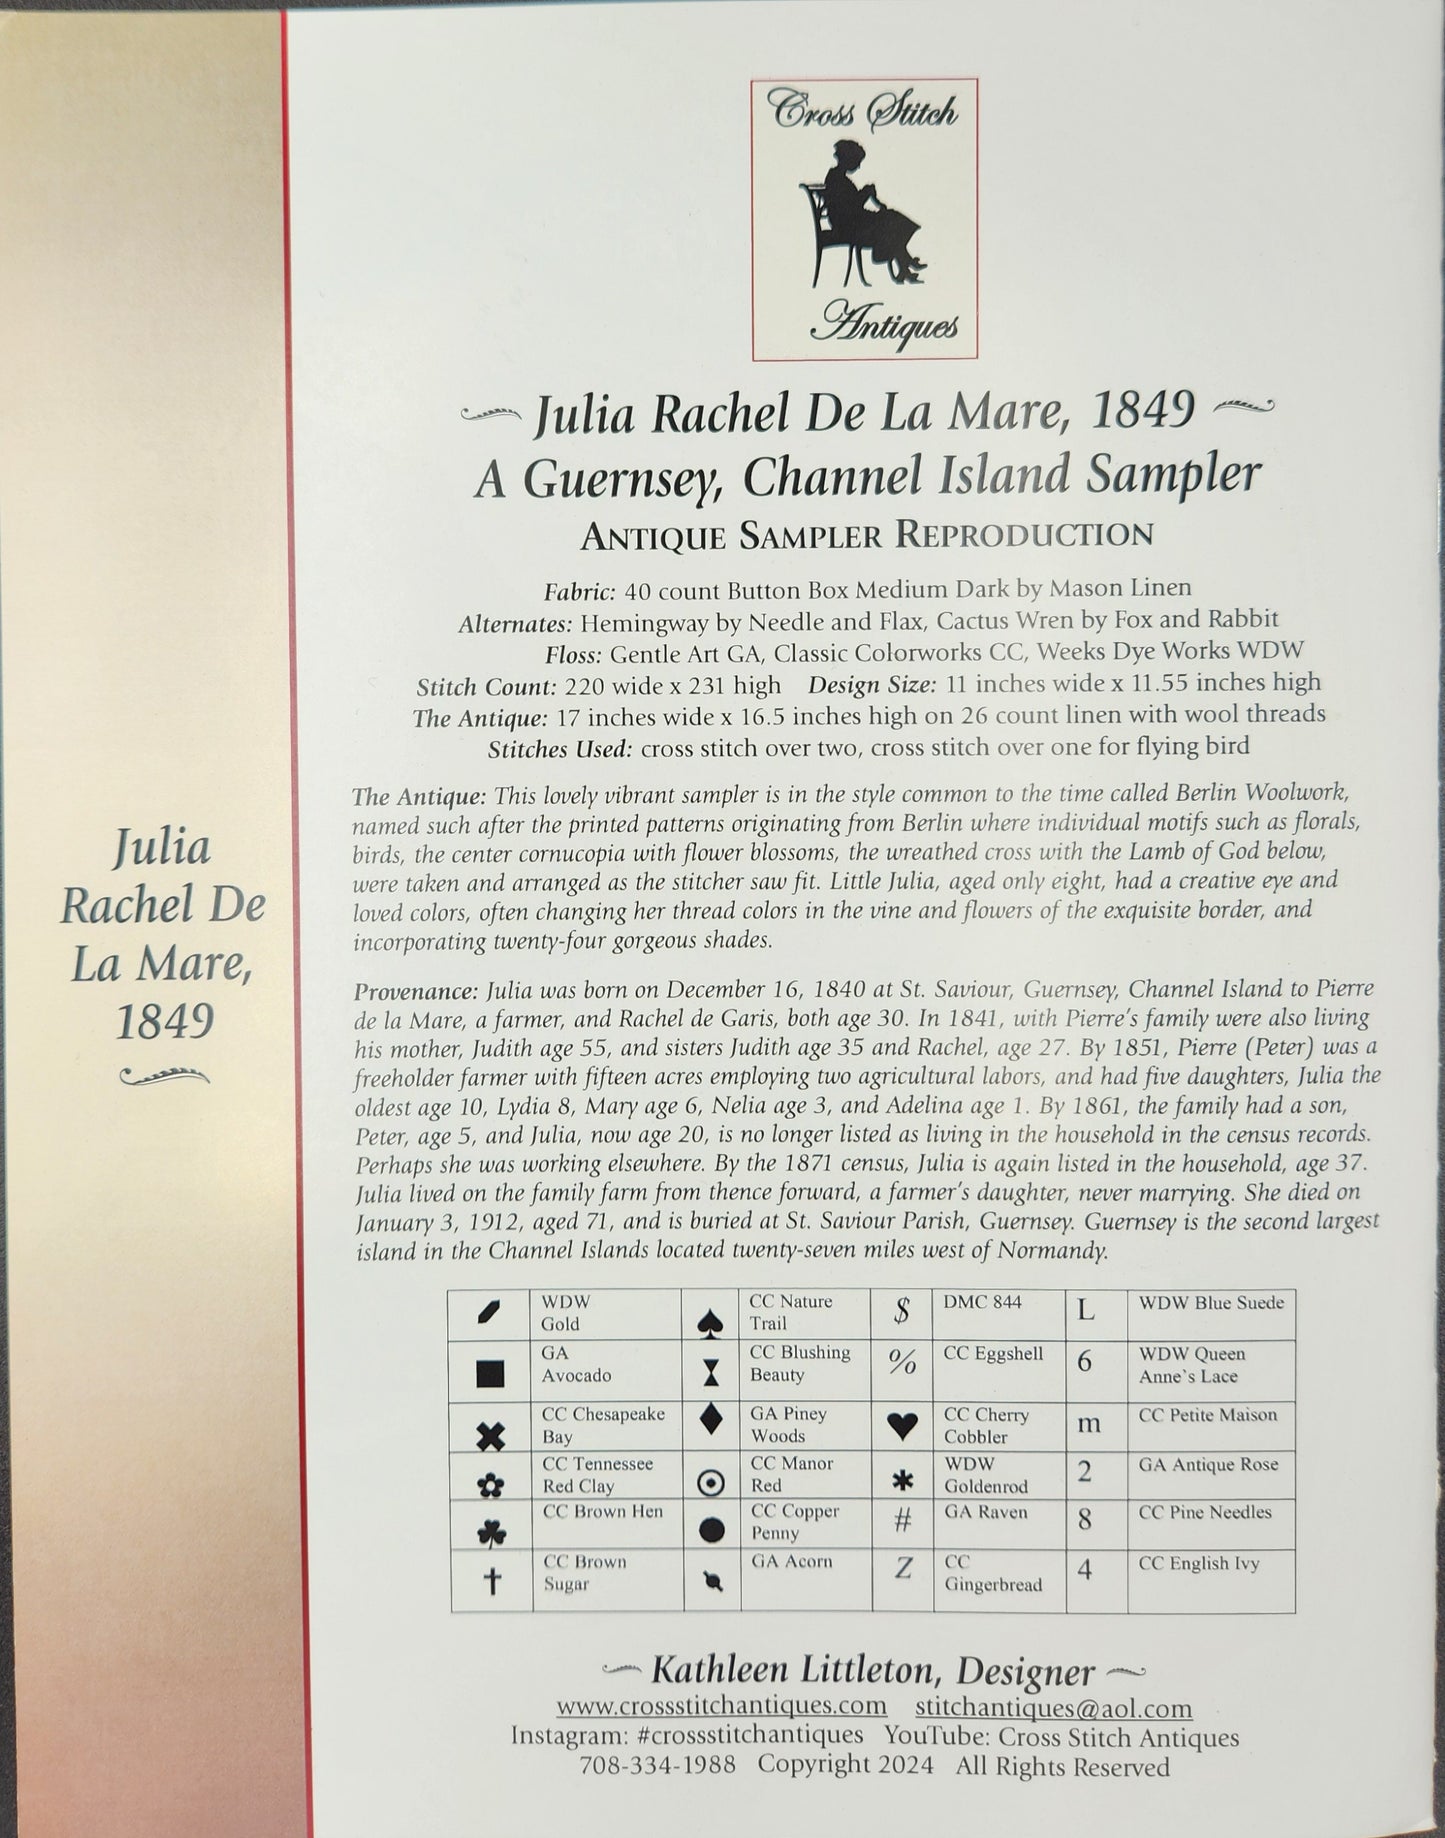 Cross Stitch
Antiques
Julia Rachel De La Mare, 1849
A Guernsey, Channel Island Sampler
ANTIQUE SAMPLER REPRODUCTION
Fabric: 40 count Button Box Medium Dark by Mason Linen
Alternates: Hemingway by Needle and Flax, Cactus Wren by Fox and Rabbit
Floss: Gentle Art GA, Classic Colorworks CC, Weeks Dye Works WDW
Stitch Count: 220 wide x 231 high Design Size: 11 inches wide x 11.55 inches high
The Antique: 17 inches wide x 16.5 inches high on 26 count linen with wool threads
Stitches Used: cross stitch over two, cross stitch over one for flying bird
The Antique: This lovely vibrant sampler is in the style common to the time called Berlin Woolwork,
named such after the printed patterns originating from Berlin where individual motifs such as florals,
birds, the center cornucopia with flower blossoms, the wreathed cross with the Lamb of God below,
were taken and arranged as the stitcher saw fit. Little Julia, aged only eight, had a creative eye and
loved colors, often changing her thread colors in the vine and flowers of the exquisite border, and
incorporating twenty-four gorgeous shades.
Provenance: Julia was born on December 16, 1840 at St. Saviour, Guernsey, Channel Island to Pierre
de la Mare, a farmer, and Rachel de Garis, both age 30. In 1841, with Pierre's family were also living
his mother, Judith age 55, and sisters Judith age 35 and Rachel, age 27. By 1851, Pierre (Peter) was a
freeholder farmer with fifteen acres employing two agricultural labors, and had five daughters, Julia the
oldest age 10, Lydia 8, Mary age 6, Nelia age 3, and Adelina age 1. By 1861, the family had a son,
Peter, age 5, and Julia, now age 20, is no longer listed as living in the household in the census records.
Perhaps she was working elsewhere. By the 1871 census, Julia is again listed in the household, age 37.
Julia lived on the family farm from thence forward, a farmer's daughter, never marrying. She died on
January 3, 1912, aged 71, and is buried at St. Saviour Parish, Guernsey. Guernsey is the second largest
island in the Channel Islands located twenty-seven miles west of Normandy.
Julia
Rachel De
La Mare,
1849
WDW Gold ♠ CC Nature Trail $ DMC 844 L WDW Blue Suede
■ GA Avocado ⧗ CC Blushing Beauty % CC Eggshell 6 WDW Queen Anne's Lace
✖ CC Chesapeake Bay ♦ GA Piney Woods ♥ CC Cherry Cobbler m CC Petite Maison
✿ CC Tennessee Red Clay ⊙ CC Manor Red ✱ WDW Goldenrod 2 GA Antique Rose
♣ CC Brown Hen ● CC Copper Penny # GA Raven 8 CC Pine Needles
✝ CC Brown Sugar GA Acorn Z CC Gingerbread 4 CC English Ivy
Kathleen Littleton, Designer
www.crossstitchantiques.com stitchantiques@aol.com
Instagram: #crossstitchantiques YouTube: Cross Stitch Antiques
708-334-1988 Copyright 2024 All Rights Reserved